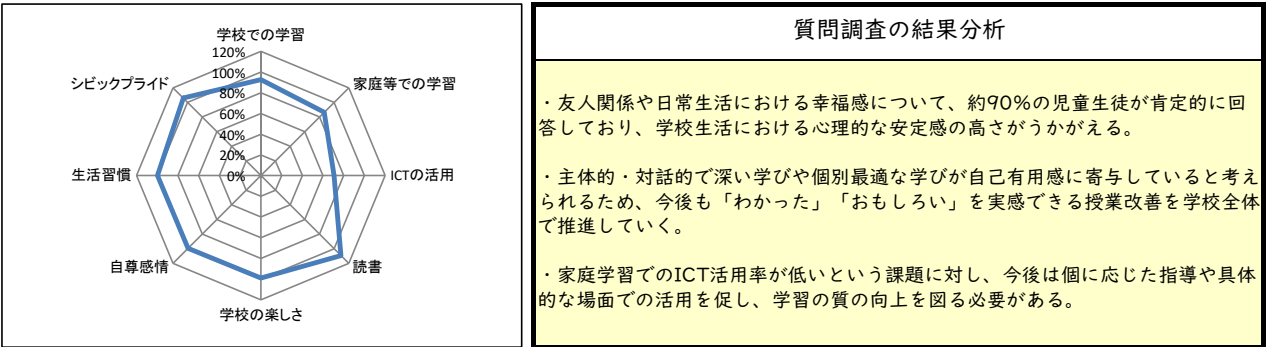 学校での学習
120%
100%
80%
60%
40%
20%
0%
家庭等での学習
ICTの活用
読書
学校の楽しさ
自尊感情
生活習慣
シビックプライド
質問調査の結果分析
・友人関係や日常生活における幸福感について、約90%の児童生徒が肯定的に回
答しており、学校生活における心理的な安定感の高さがうかがえる。
・主体的・対話的で深い学びや個別最適な学びが自己有用感に寄与していると考え
られるため、今後も「わかった」「おもしろい」を実感できる授業改善を学校全体
で推進していく。
・家庭学習でのICT活用率が低いという課題に対し、今後は個に応じた指導や具体
的な場面での活用を促し、学習の質の向上を図る必要がある。